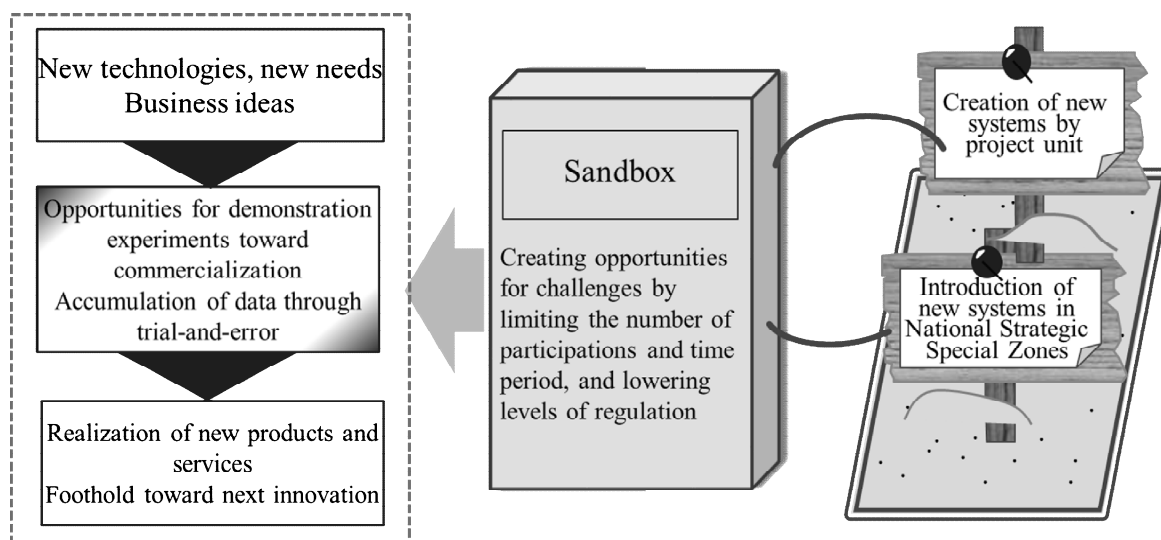 New technologies, new needs
Business ideas
Opportunities for demonstration
experiments toward
commercialization
Accumulation of data through
trial-and-error
Realization of new products and
services
Foothold toward next innovation
Sandbox
Creating opportunities
for challenges by
limiting the number of
participations and time
period, and lowering
levels of regulation
Creation of new
systems by
project unit
Introduction of
new systems in
National Strategic
Special Zones